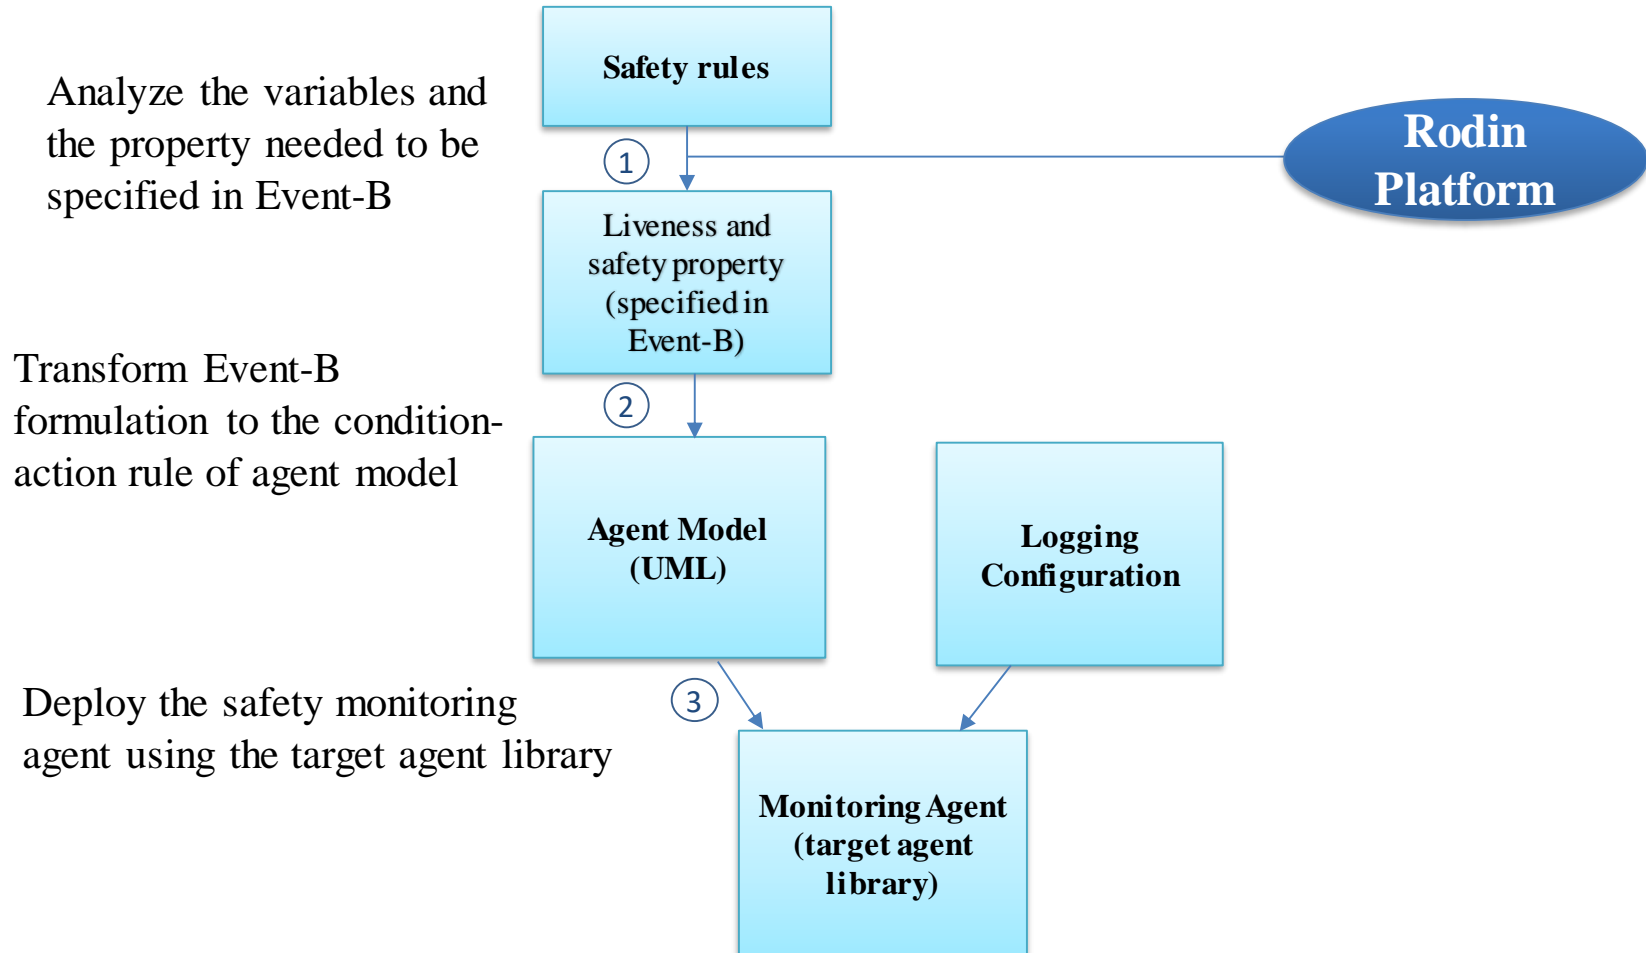 Safety rules
Analyze the variables and
the property needed to be
specified in Event-B
1
Rodin
Platform
Liveness and
safety property
(specified in
Event-B)
Transform Event-B
formulation to the condition-
action rule of agent model
2
Agent Model
(UML)
Logging
Configuration
Deploy the safety monitoring
agent using the target agent library
3
Monitoring Agent
(target agent
library)